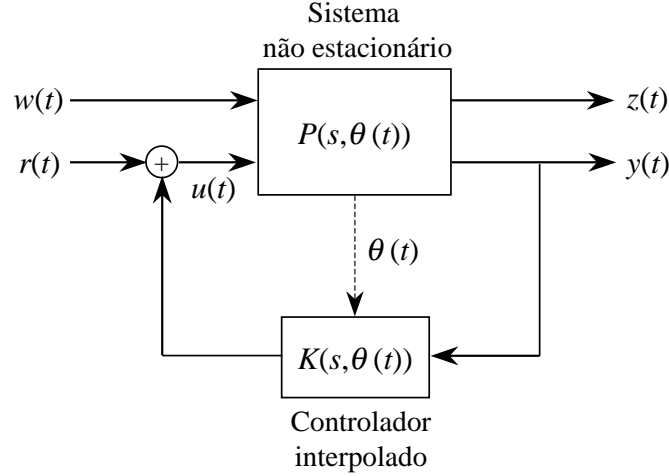 Sistema
não estacionário
w(t)
z(t)
P(s,θ(t))
r(t)
+
u(t)
y(t)
θ(t)
K(s,θ(t))
Controlador
interpolado